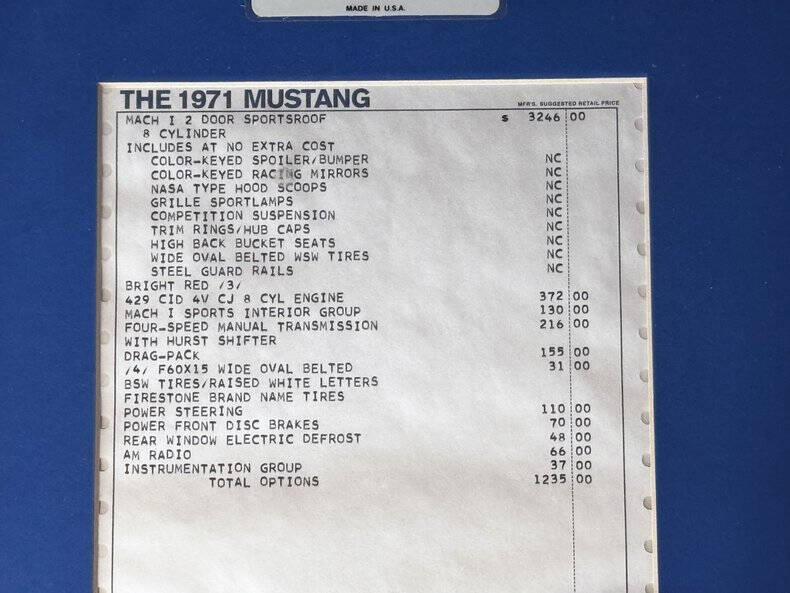 MADE IN U.S.A.
THE 1971 MUSTANG
MFR'S. SUGGESTED RETAIL PRICE
MACH I 2 DOOR SPORTSROOF $ 3246 00
8 CYLINDER
INCLUDES AT NO EXTRA COST
COLOR-KEYED SPOILER/BUMPER NC
COLOR-KEYED RACING MIRRORS NC
NASA TYPE HOOD SCOOPS NC
GRILLE SPORTLAMPS NC
COMPETITION SUSPENSION NC
TRIM RINGS/HUB CAPS NC
HIGH BACK BUCKET SEATS NC
WIDE OVAL BELTED WSW TIRES NC
STEEL GUARD RAILS NC
BRIGHT RED /3/
429 CID 4V CJ 8 CYL ENGINE 372 00
MACH I SPORTS INTERIOR GROUP 130 00
FOUR-SPEED MANUAL TRANSMISSION 216 00
WITH HURST SHIFTER
DRAG-PACK 155 00
/4/ F60X15 WIDE OVAL BELTED 31 00
BSW TIRES/RAISED WHITE LETTERS
FIRESTONE BRAND NAME TIRES
POWER STEERING 110 00
POWER FRONT DISC BRAKES 70 00
REAR WINDOW ELECTRIC DEFROST 48 00
AM RADIO 66 00
INSTRUMENTATION GROUP 37 00
TOTAL OPTIONS 1235 00